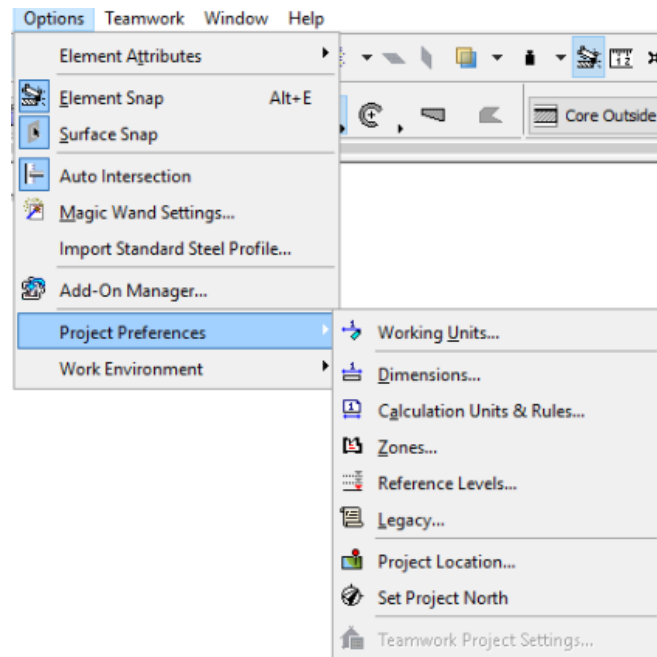 Options Teamwork Window Help
Element Attributes
Element Snap Alt+E
Surface Snap
Auto Intersection
Magic Wand Settings...
Import Standard Steel Profile...
Add-On Manager...
Project Preferences
Work Environment
Core Outside
Working Units...
Dimensions...
Calculation Units & Rules...
Zones...
Reference Levels...
Legacy...
Project Location...
Set Project North
Teamwork Project Settings...